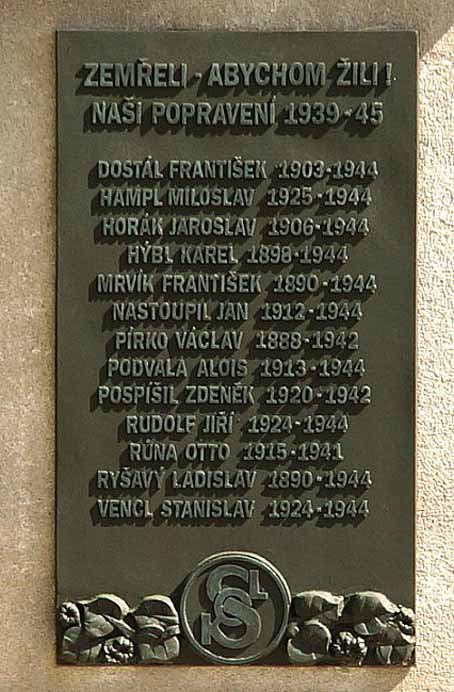 ZEMŘELI - ABYCHOM ŽILI!
NAŠI POPRAVENÍ 1939-45
DOSTÁL FRANTIŠEK 1903-1944
HAMPL MILOSLAV 1925-1944
HORÁK JAROSLAV 1906-1944
HÝBL KAREL 1898-1944
MRVÍK FRANTIŠEK 1890-1944
NASTOUPIL JAN 1912-1944
PÍRKO VÁCLAV 1888-1942
PODVALA ALOIS 1913-1944
POSPÍŠIL ZDENĚK 1920-1942
RUDOLF JIŘÍ 1924-1944
RŮNA OTTO 1915-1941
RYŠAVÝ LADISLAV 1890-1944
VENCL STANISLAV 1924-1944